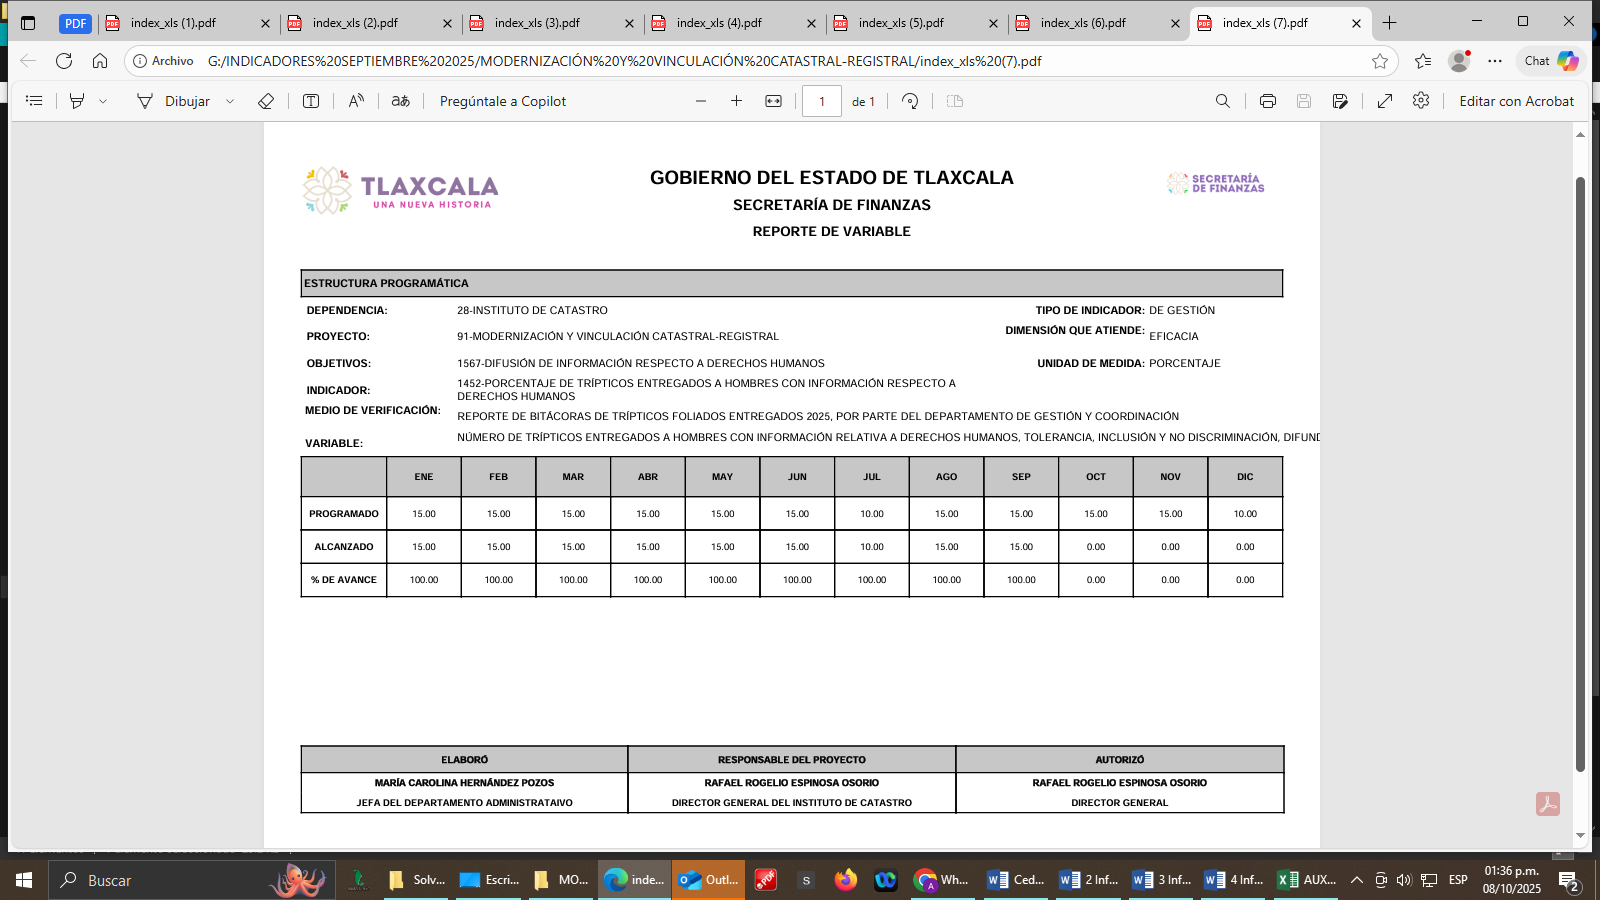 PDF
index_xls (1).pdf
index_xls (2).pdf
index_xls (3).pdf
index_xls (4).pdf
index_xls (5).pdf
index_xls (6).pdf
index_xls (7).pdf
Archivo
G:/INDICADORES%20SEPTIEMBRE%202025/MODERNIZACIÓN%20Y%20VINCULACIÓN%20CATASTRAL-REGISTRAL/index_xls%20(7).pdf
Chat
Dibujar
Pregúntale a Copilot
1
de 1
Editar con Acrobat
TLAXCALA
UNA NUEVA HISTORIA
GOBIERNO DEL ESTADO DE TLAXCALA
SECRETARÍA DE FINANZAS
REPORTE DE VARIABLE
SECRETARÍA
DE FINANZAS
ESTRUCTURA PROGRAMÁTICA
DEPENDENCIA: 28-INSTITUTO DE CATASTRO TIPO DE INDICADOR: DE GESTIÓN
PROYECTO: 91-MODERNIZACIÓN Y VINCULACIÓN CATASTRAL-REGISTRAL DIMENSIÓN QUE ATIENDE: EFICACIA
OBJETIVOS: 1567-DIFUSIÓN DE INFORMACIÓN RESPECTO A DERECHOS HUMANOS UNIDAD DE MEDIDA: PORCENTAJE
INDICADOR: 1452-PORCENTAJE DE TRÍPTICOS ENTREGADOS A HOMBRES CON INFORMACIÓN RESPECTO A
DERECHOS HUMANOS
MEDIO DE VERIFICACIÓN: REPORTE DE BITÁCORAS DE TRÍPTICOS FOLIADOS ENTREGADOS 2025, POR PARTE DEL DEPARTAMENTO DE GESTIÓN Y COORDINACIÓN
VARIABLE: NÚMERO DE TRÍPTICOS ENTREGADOS A HOMBRES CON INFORMACIÓN RELATIVA A DERECHOS HUMANOS, TOLERANCIA, INCLUSIÓN Y NO DISCRIMINACIÓN, DIFUND
ENE FEB MAR ABR MAY JUN JUL AGO SEP OCT NOV DIC
PROGRAMADO 15.00 15.00 15.00 15.00 15.00 15.00 10.00 15.00 15.00 15.00 15.00 10.00
ALCANZADO 15.00 15.00 15.00 15.00 15.00 15.00 10.00 15.00 15.00 0.00 0.00 0.00
% DE AVANCE 100.00 100.00 100.00 100.00 100.00 100.00 100.00 100.00 100.00 0.00 0.00 0.00
ELABORÓ RESPONSABLE DEL PROYECTO AUTORIZÓ
MARÍA CAROLINA HERNÁNDEZ POZOS RAFAEL ROGELIO ESPINOSA OSORIO RAFAEL ROGELIO ESPINOSA OSORIO
JEFA DEL DEPARTAMENTO ADMINISTRATAIVO DIRECTOR GENERAL DEL INSTITUTO DE CATASTRO DIRECTOR GENERAL
Buscar
Solv...
Escri...
MO...
inde...
Outl...
Wh...
Ced...
2 Inf...
3 Inf...
4 Inf...
AUX...
ESP
01:36 p.m.
08/10/2025
2